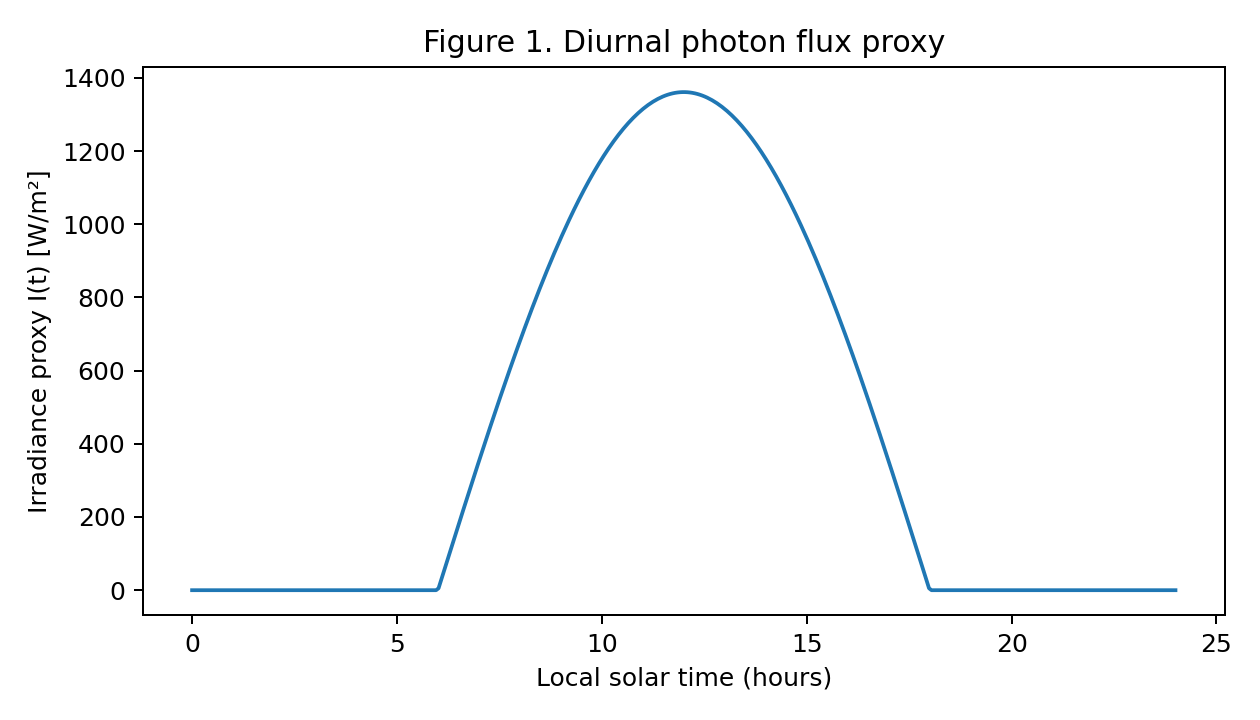 Figure 1. Diurnal photon flux proxy
Irradiance proxy I(t) [W/m²]
1400
1200
1000
800
600
400
200
0
0 5 10 15 20 25
Local solar time (hours)